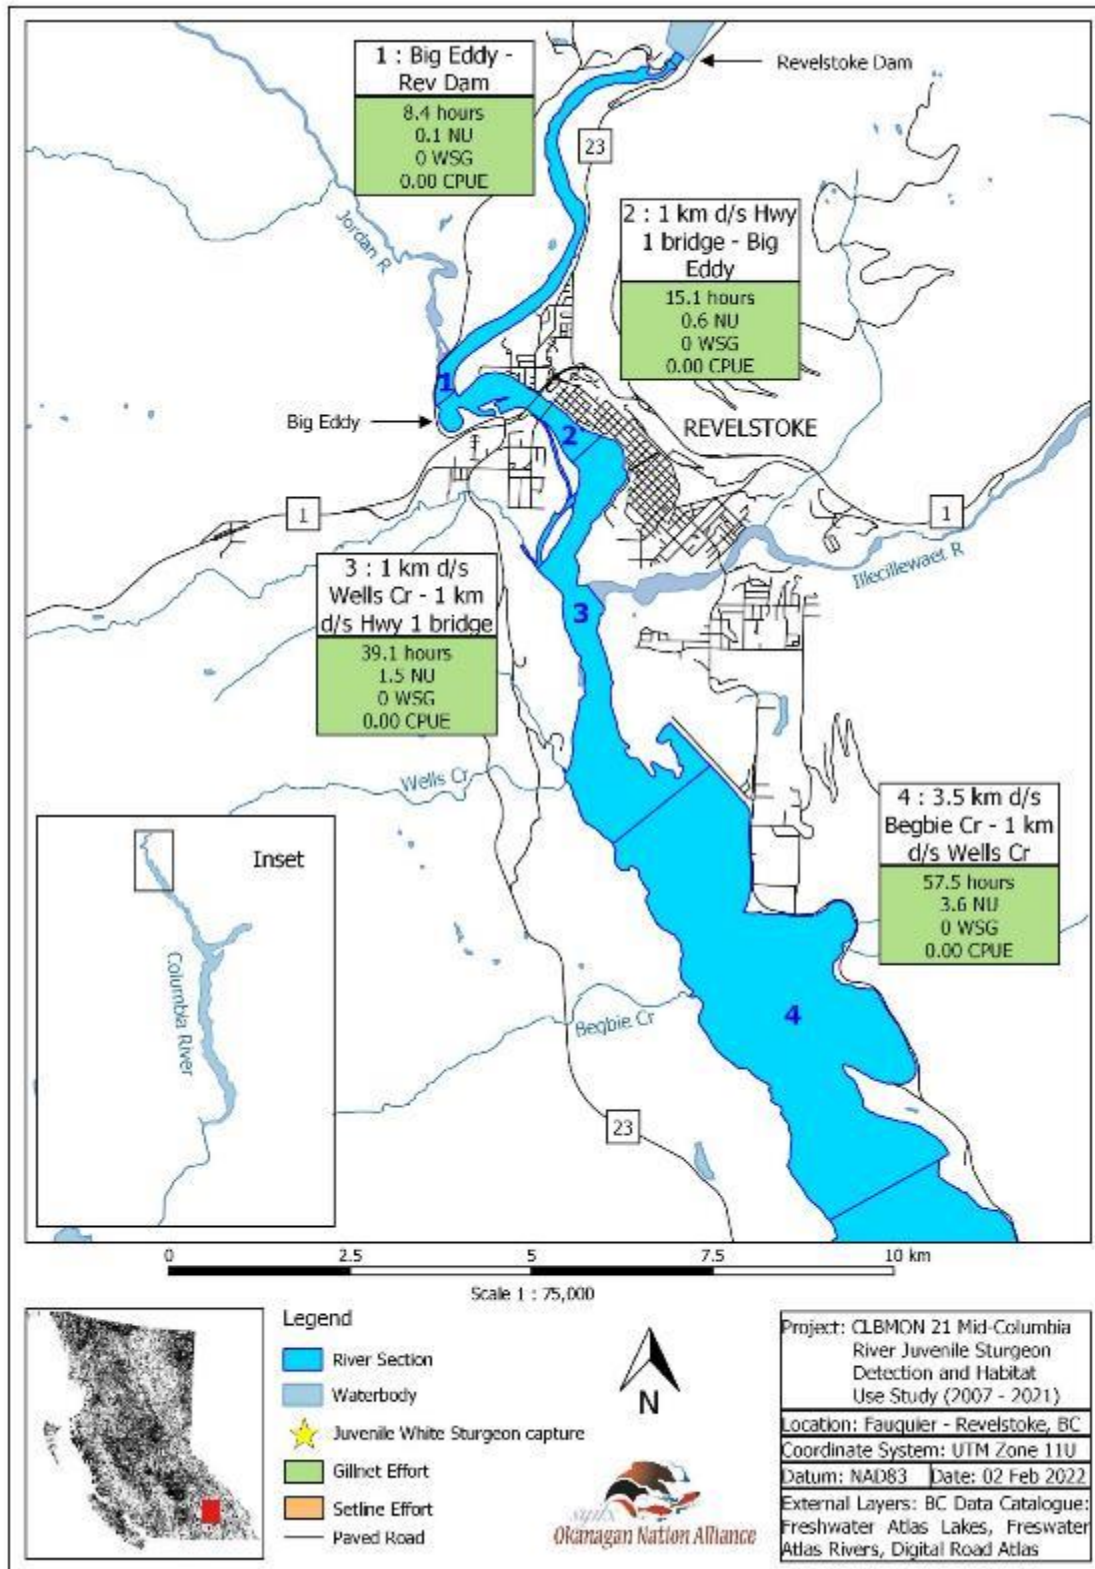 1 : Big Eddy -
Rev Dam
8.4 hours
0.1 NU
0 WSG
0.00 CPUE
Revelstoke Dam
23
Jordan R
2 : 1 km d/s Hwy
1 bridge - Big
Eddy
15.1 hours
0.6 NU
0 WSG
0.00 CPUE
1
Big Eddy
2
REVELSTOKE
1
1
Illecillewaet R
3 : 1 km d/s
Wells Cr - 1 km
d/s Hwy 1 bridge
39.1 hours
1.5 NU
0 WSG
0.00 CPUE
3
Wells Cr
4 : 3.5 km d/s
Begbie Cr - 1 km
d/s Wells Cr
57.5 hours
3.6 NU
0 WSG
0.00 CPUE
Inset
Columbia River
Begbie Cr
4
23
0 2.5 5 7.5 10 km
Scale 1 : 75,000
Legend
River Section
Waterbody
Juvenile White Sturgeon capture
Gillnet Effort
Setline Effort
Paved Road
N
syilx
Okanagan Nation Alliance
Project: CLBMON 21 Mid-Columbia
River Juvenile Sturgeon
Detection and Habitat
Use Study (2007 - 2021)
Location: Fauquier - Revelstoke, BC
Coordinate System: UTM Zone 11U
Datum: NAD83 Date: 02 Feb 2022
External Layers: BC Data Catalogue:
Freshwater Atlas Lakes, Freswater
Atlas Rivers, Digital Road Atlas